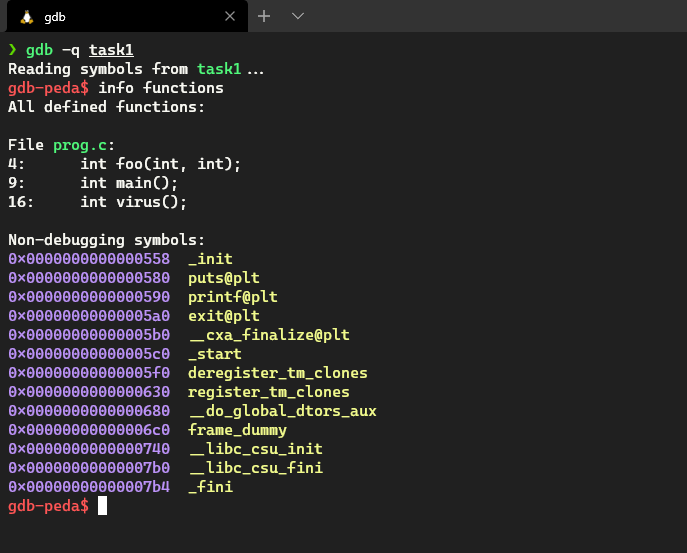 gdb
❯ gdb -q task1
Reading symbols from task1...
gdb-peda$ info functions
All defined functions:
File prog.c:
4:      int foo(int, int);
9:      int main();
16:     int virus();
Non-debugging symbols:
0x0000000000000558  _init
0x0000000000000580  puts@plt
0x0000000000000590  printf@plt
0x00000000000005a0  exit@plt
0x00000000000005b0  __cxa_finalize@plt
0x00000000000005c0  _start
0x00000000000005f0  deregister_tm_clones
0x0000000000000630  register_tm_clones
0x0000000000000680  __do_global_dtors_aux
0x00000000000006c0  frame_dummy
0x0000000000000740  __libc_csu_init
0x00000000000007b0  __libc_csu_fini
0x00000000000007b4  _fini
gdb-peda$